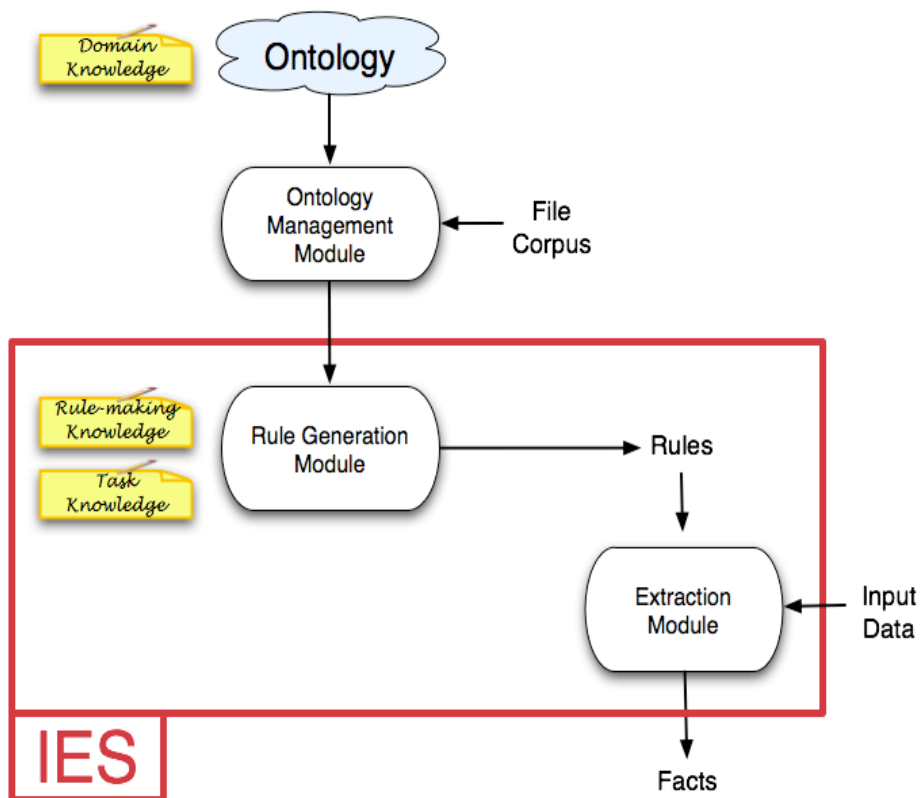 Domain
Knowledge
Ontology
Ontology
Management
Module
File
Corpus
Rule-making
Knowledge
Task
Knowledge
Rule Generation
Module
Rules
Extraction
Module
Input
Data
IES
Facts